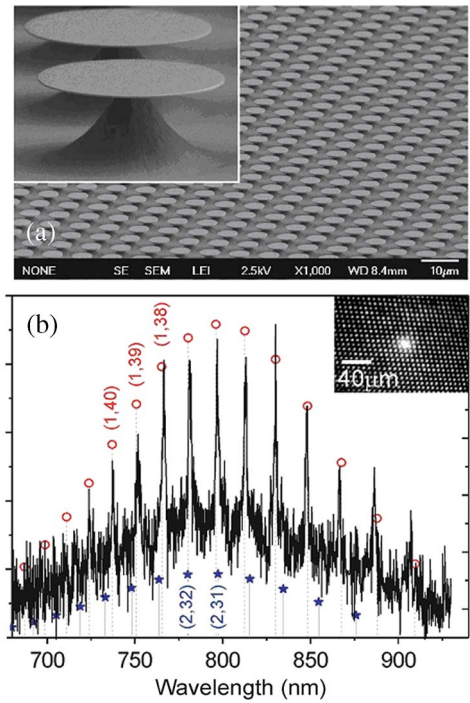 (a)
NONE SEI SEM LEI 2.5kV X1,000 WD 8.4mm 10μm
(b)
(1,40)
(1,39)
(1,38)
40μm
(2,32)
(2,31)
700 750 800 850 900
Wavelength (nm)